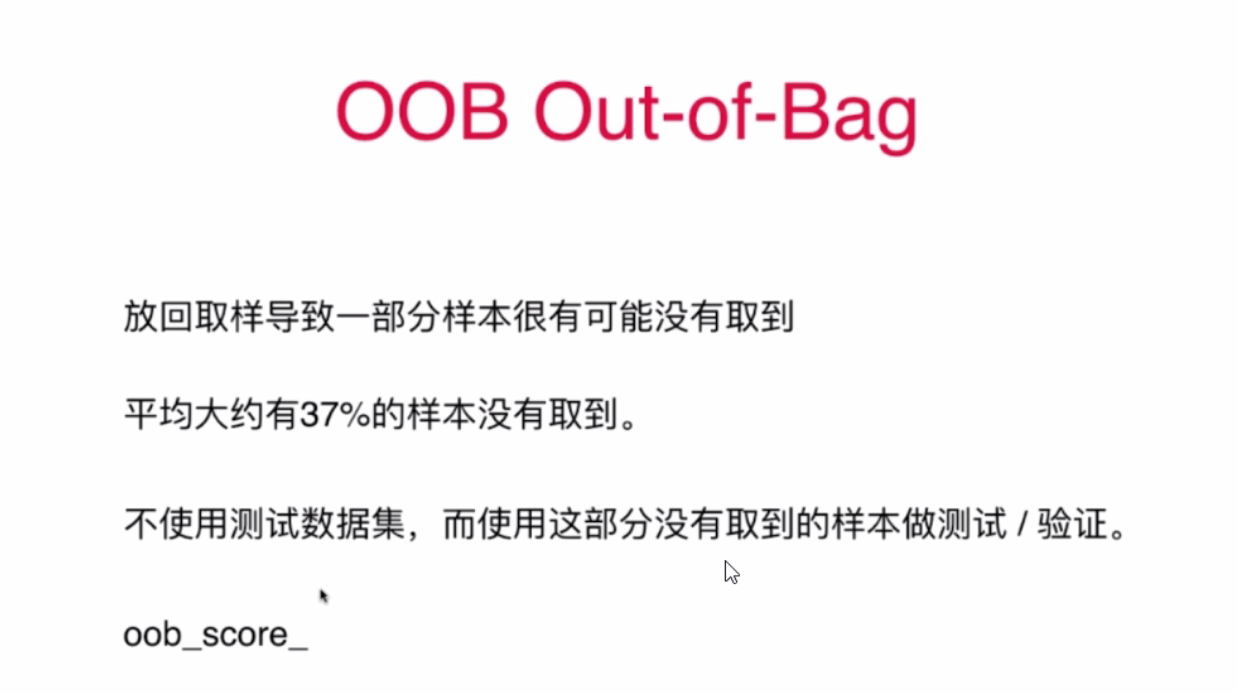 OOB Out-of-Bag
放回取样导致一部分样本很有可能没有取到
平均大约有37%的样本没有取到。
不使用测试数据集，而使用这部分没有取到的样本做测试 / 验证。
oob_score_